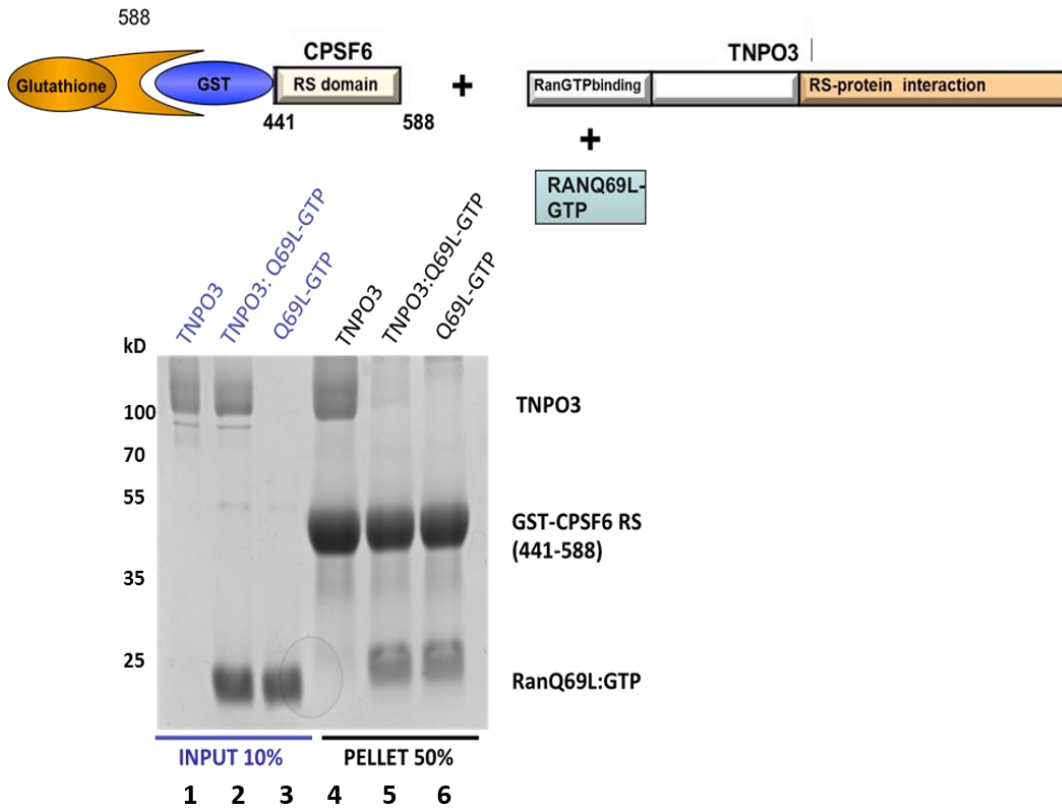 588
CPSF6
TNPO3
Glutathione
GST
RS domain
+
RanGTPbinding
RS-protein interaction
441
588
+
RANQ69L-
GTP
TNPO3
TNPO3: Q69L-GTP
Q69L-GTP
TNPO3
TNPO3:Q69L-GTP
Q69L-GTP
kD
100
70
55
35
25
TNPO3
GST-CPSF6 RS
(441-588)
RanQ69L:GTP
INPUT 10%
PELLET 50%
1 2 3 4 5 6